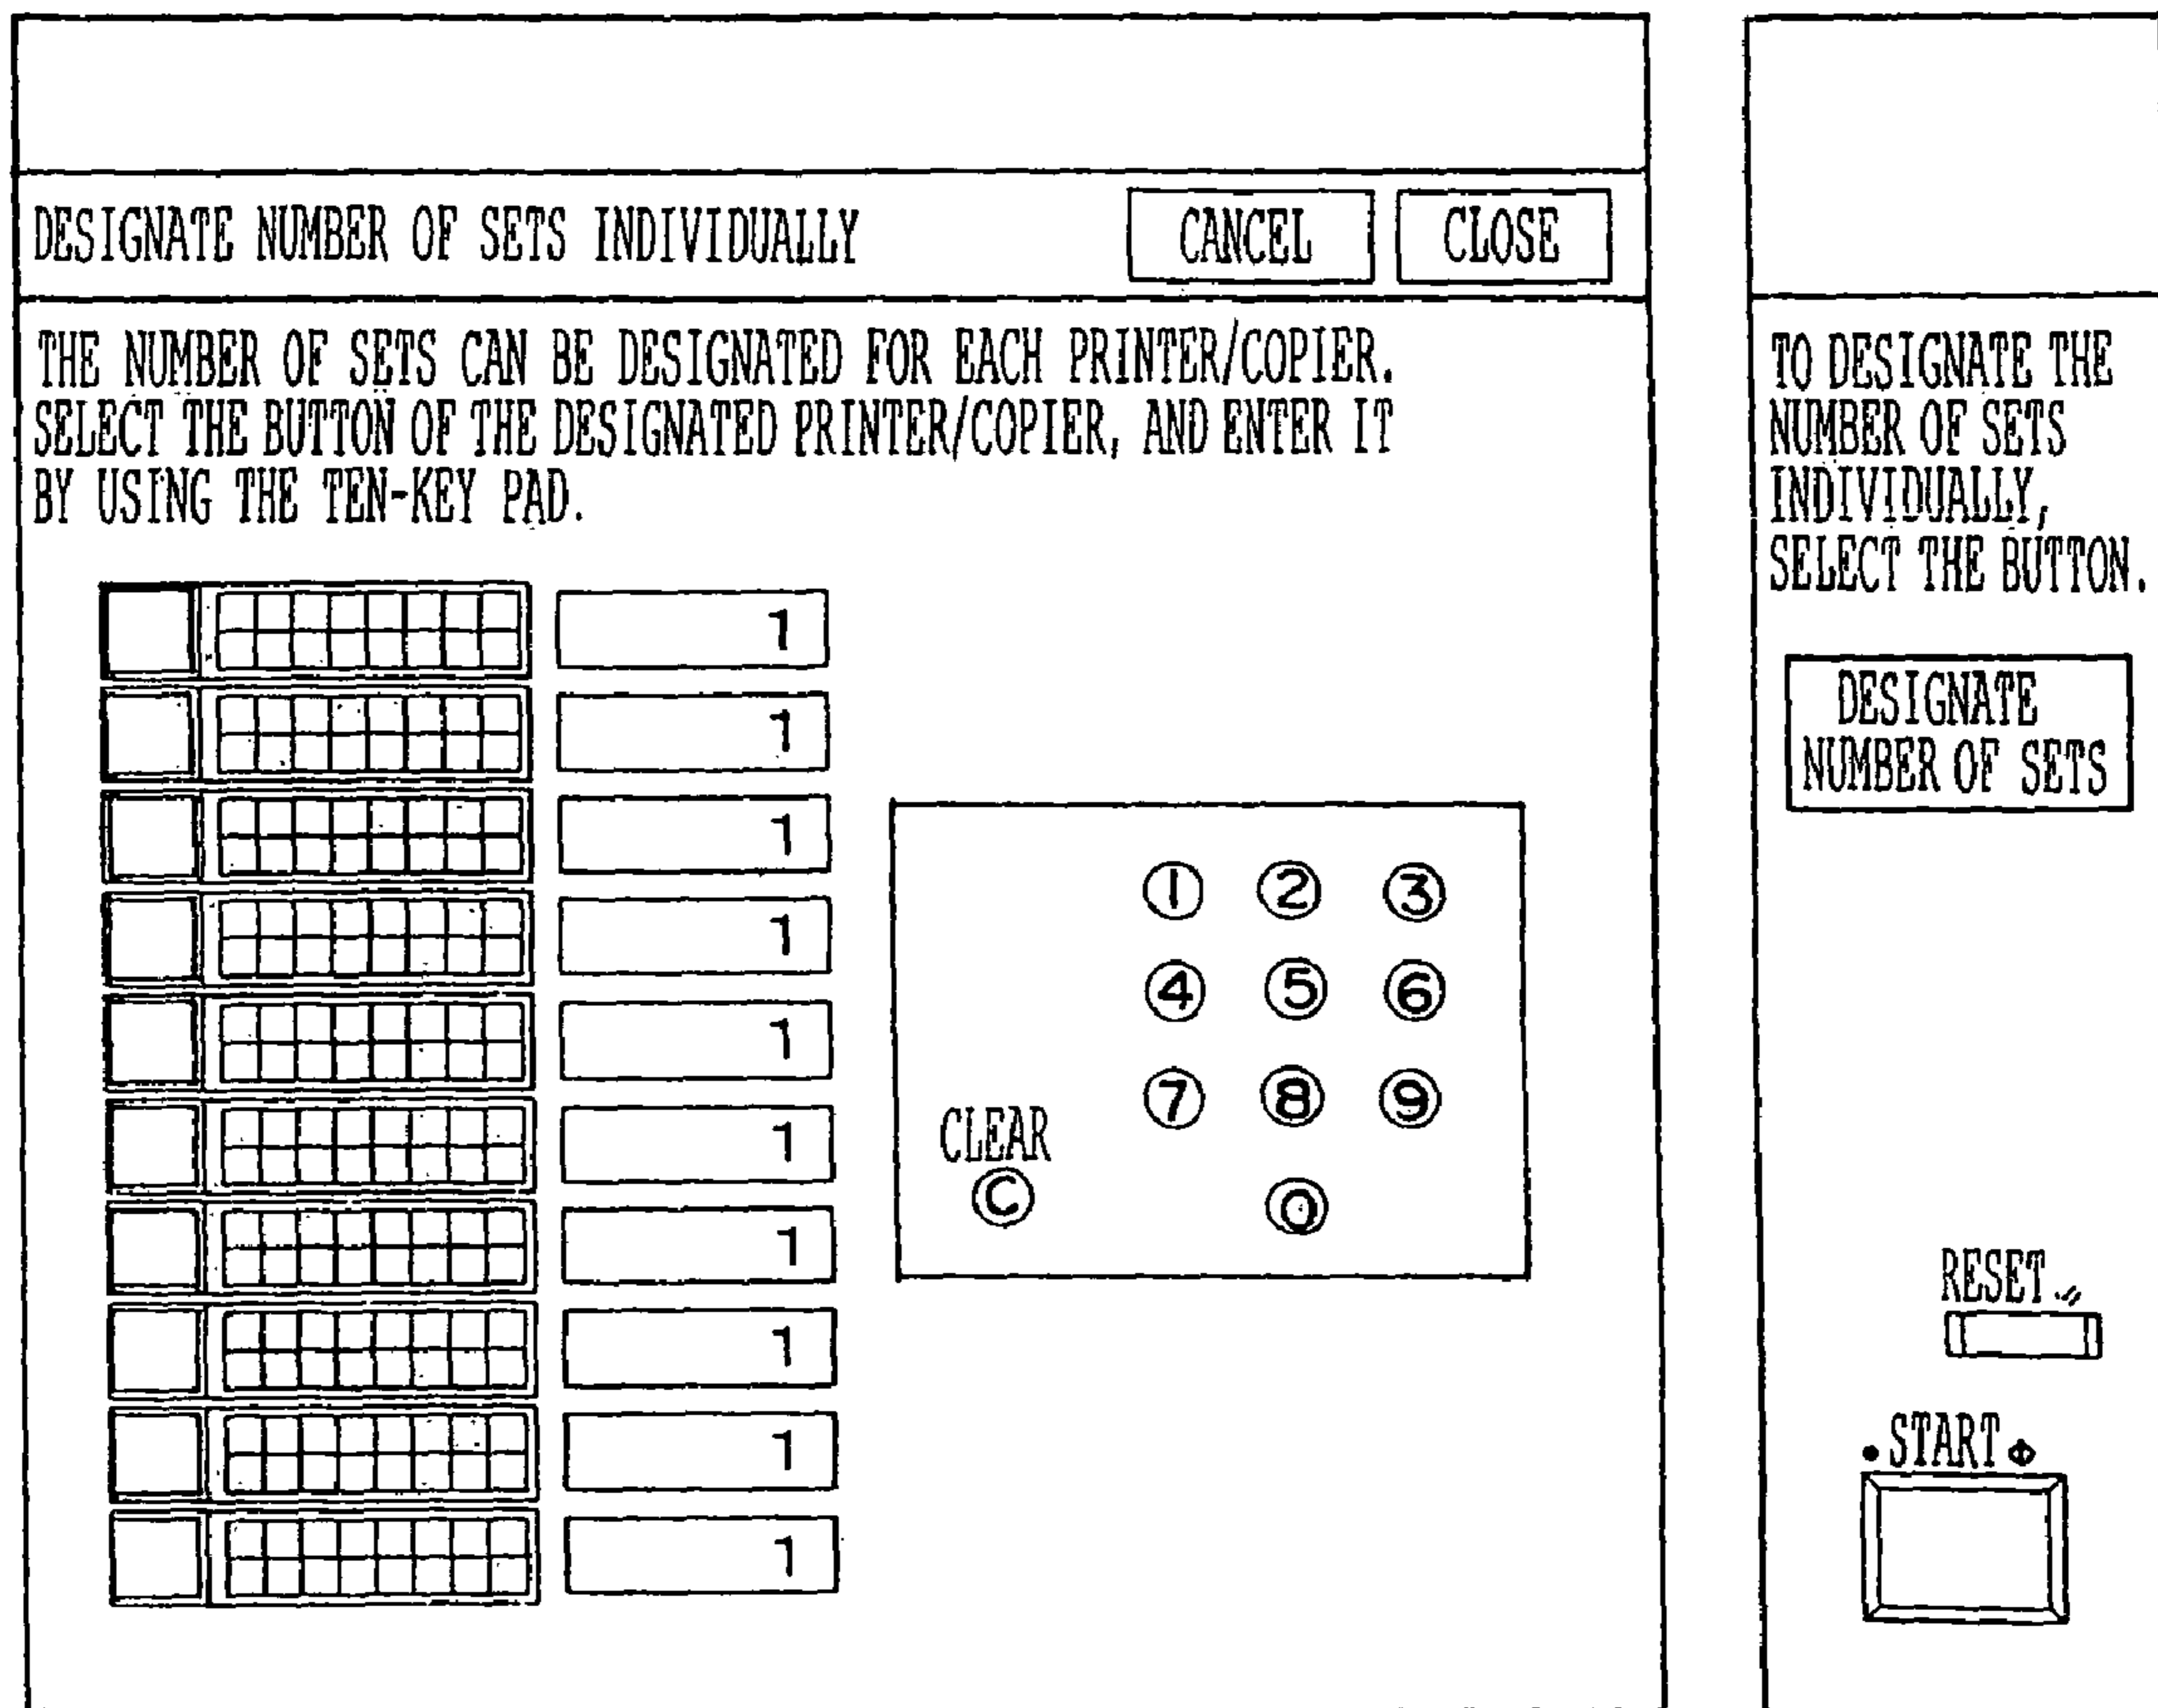 DESIGNATE NUMBER OF SETS INDIVIDUALLY
CANCEL
CLOSE
THE NUMBER OF SETS CAN BE DESIGNATED FOR EACH PRINTER/COPIER.
SELECT THE BUTTON OF THE DESIGNATED PRINTER/COPIER, AND ENTER IT
BY USING THE TEN-KEY PAD.
1
1
1
1
1
1
1
1
1
1
1 2 3
4 5 6
7 8 9
CLEAR
C 0
TO DESIGNATE THE
NUMBER OF SETS
INDIVIDUALLY,
SELECT THE BUTTON.
DESIGNATE
NUMBER OF SETS
RESET
START